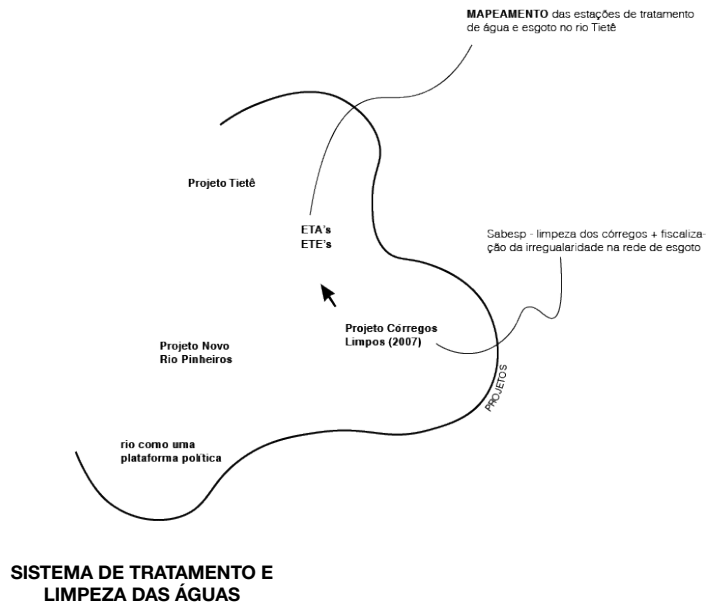 MAPEAMENTO das estações de tratamento
de água e esgoto no rio Tietê
Projeto Tietê
ETA's
ETE's
Sabesp - limpeza dos córregos + fiscaliza-
ção da irregularidade na rede de esgoto
Projeto Córregos
Limpos (2007)
Projeto Novo
Rio Pinheiros
PROJETOS
rio como uma
plataforma política
SISTEMA DE TRATAMENTO E
LIMPEZA DAS ÁGUAS